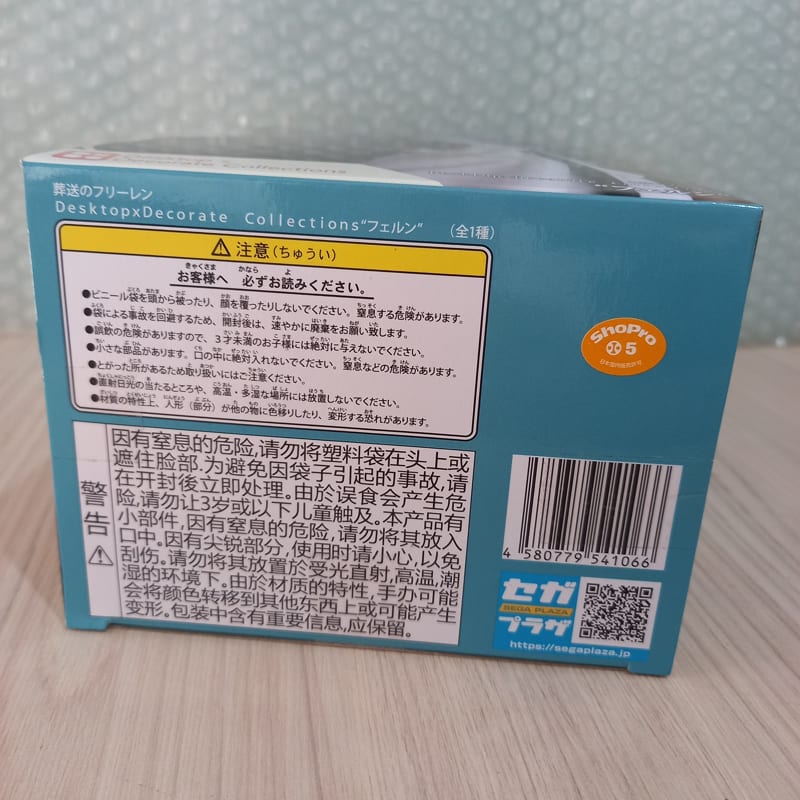 Decorate Collections
葬送のフリーレン
DesktopxDecorate Collections“フェルン” （全1種）
注意（ちゅうい）
お客様へ 必ずお読みください。
●ビニール袋を頭から被ったり、顔を覆ったりしないでください。窒息する危険があります。
●袋による事故を回避するため、開封後は、速やかに廃棄をお願い致します。
●誤飲の危険がありますので、3才未満のお子様には絶対に与えないでください。
●小さな部品があります。口の中に絶対入れないでください。窒息などの危険があります。
●とがった所があるため取り扱いにはご注意ください。
●直射日光の当たるところや、高温・多湿な場所には放置しないでください。
●材質の特性上、人形（部分）が他の物に色移りしたり、変形する恐れがあります。
ShoPro
5
警告
因有窒息的危险,请勿将塑料袋在头上或
遮住脸部.为避免因袋子引起的事故,请
在开封後立即处理。由於误食会产生危
险,请勿让3岁或以下儿童触及。本产品有
小部件,因有窒息的危险,请勿将其放入
口中。因有尖锐部分,使用时请小心,以免
刮伤。请勿将其放置於受光直射,高温,潮
湿的环境下。由於材质的特性,手办可能
会将颜色转移到其他东西上或可能产生
变形。包装中含有重要信息,应保留。
4 580779 541066
セガ
SEGA PLAZA
プラザ
https://segaplaza.jp